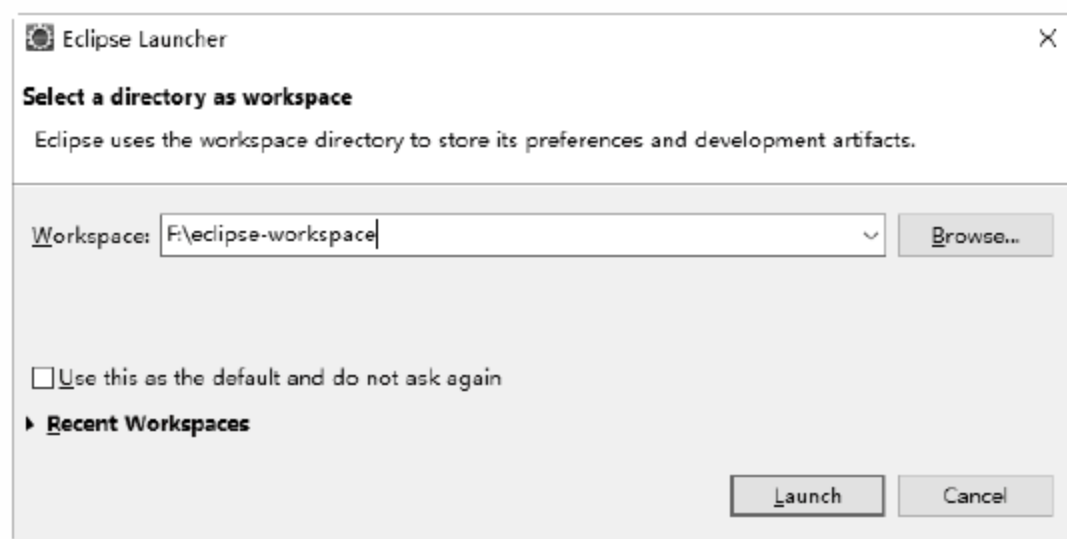 Eclipse Launcher
Select a directory as workspace
Eclipse uses the workspace directory to store its preferences and development artifacts.
Workspace: F:\eclipse-workspace Browse...
Use this as the default and do not ask again
Recent Workspaces
Launch Cancel